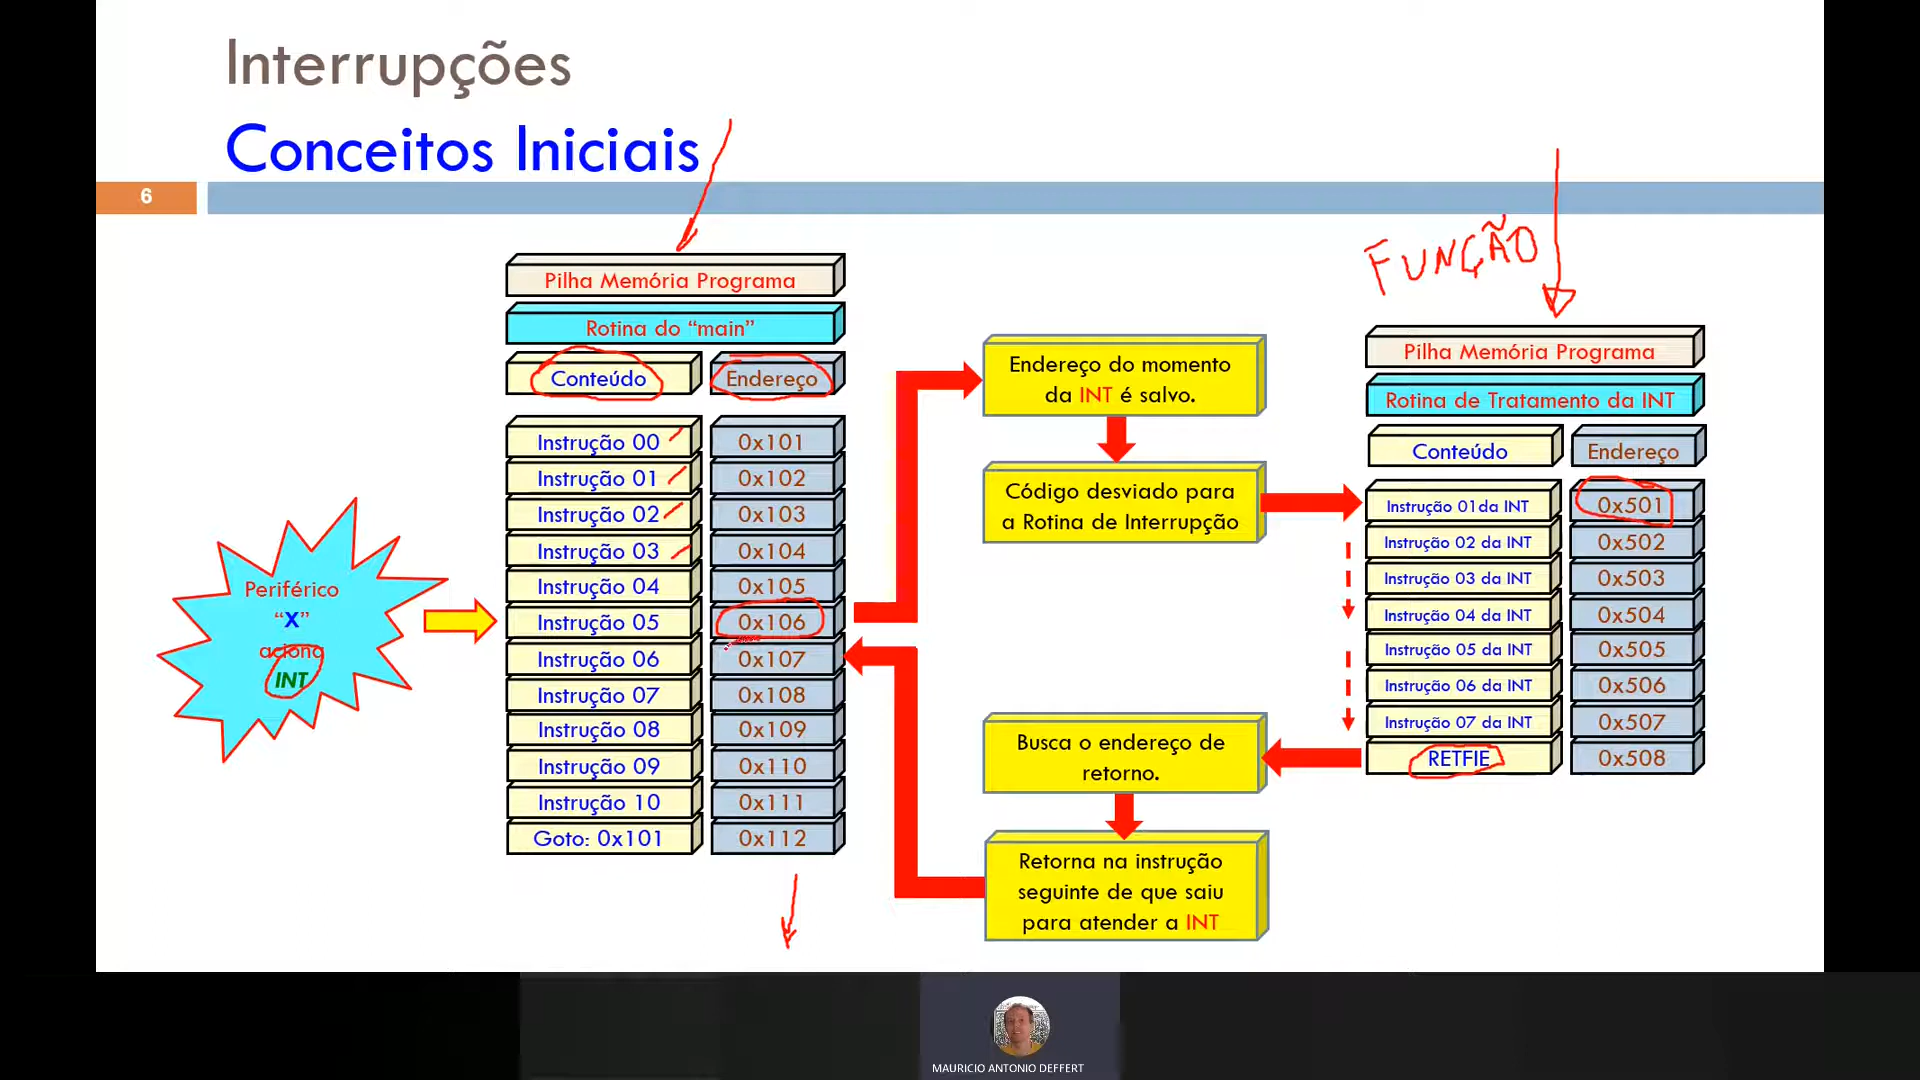 Interrupções
Conceitos Iniciais
6
FUNÇÃO
Pilha Memória Programa
Rotina do “main”
Conteúdo Endereço
Instrução 00 0x101
Instrução 01 0x102
Instrução 02 0x103
Instrução 03 0x104
Instrução 04 0x105
Instrução 05 0x106
Instrução 06 0x107
Instrução 07 0x108
Instrução 08 0x109
Instrução 09 0x110
Instrução 10 0x111
Goto: 0x101 0x112
Periférico
“X”
aciona
INT
Endereço do momento
da INT é salvo.
Código desviado para
a Rotina de Interrupção
Busca o endereço de
retorno.
Retorna na instrução
seguinte de que saiu
para atender a INT
Pilha Memória Programa
Rotina de Tratamento da INT
Conteúdo Endereço
Instrução 01da INT 0x501
Instrução 02 da INT 0x502
Instrução 03 da INT 0x503
Instrução 04 da INT 0x504
Instrução 05 da INT 0x505
Instrução 06 da INT 0x506
Instrução 07 da INT 0x507
RETFIE 0x508
MAURICIO ANTONIO DEFFERT